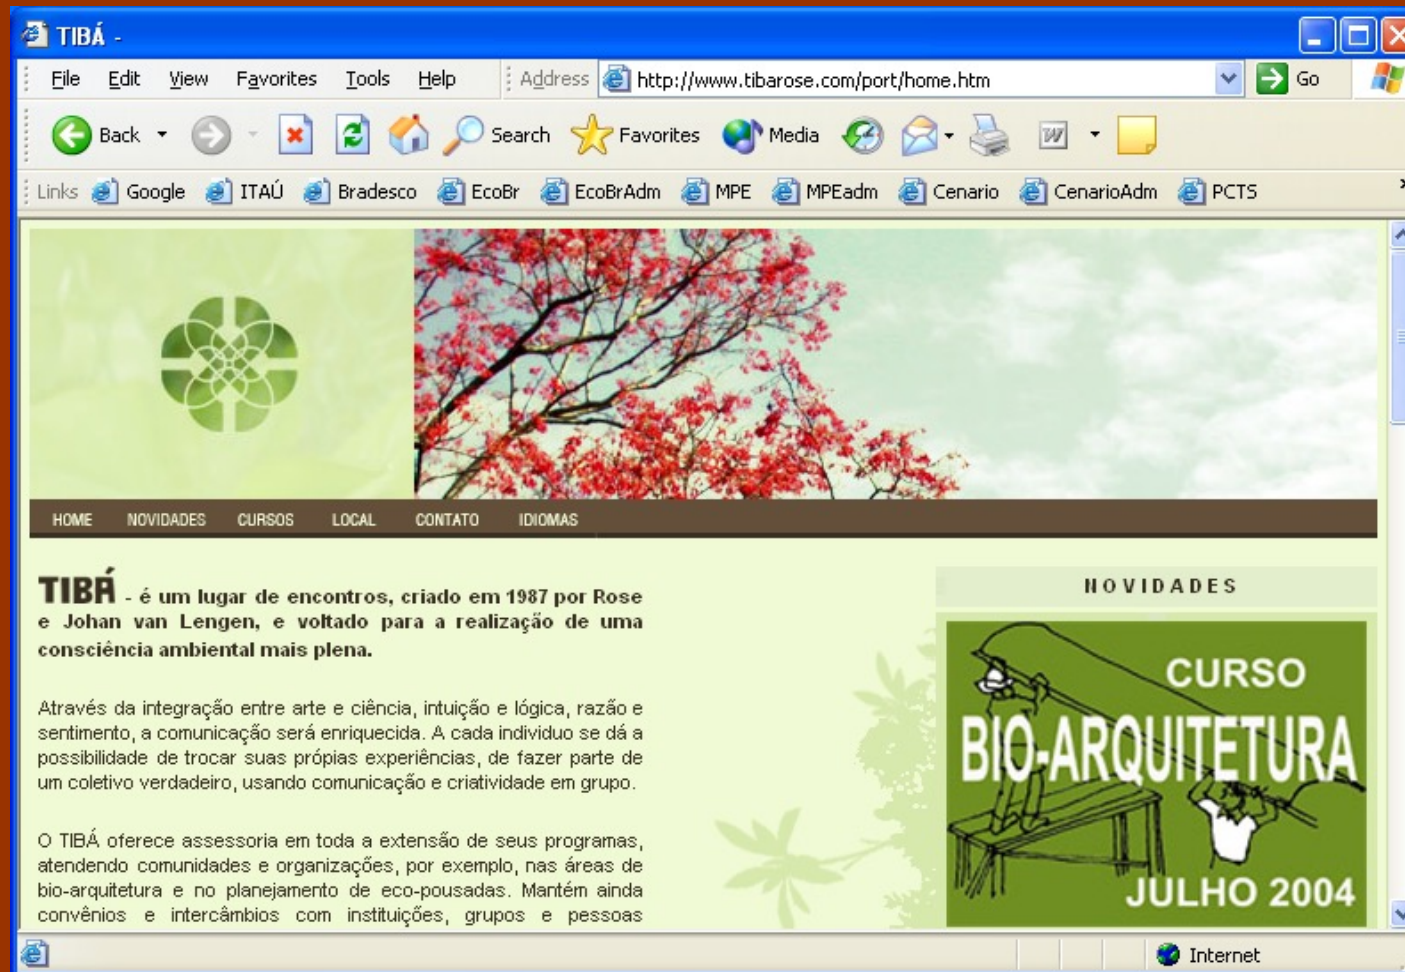 TIBÁ -
File Edit View Favorites Tools Help Address http://www.tibarose.com/port/home.htm Go
Back Search Favorites Media
Links Google ITAÚ Bradesco EcoBr EcoBrAdm MPE MPEadm Cenario CenarioAdm PCTS
HOME NOVIDADES CURSOS LOCAL CONTATO IDIOMAS
TIBÁ - é um lugar de encontros, criado em 1987 por Rose
e Johan van Lengen, e voltado para a realização de uma
consciência ambiental mais plena.
Através da integração entre arte e ciência, intuição e lógica, razão e
sentimento, a comunicação será enriquecida. A cada individuo se dá a
possibilidade de trocar suas própias experiências, de fazer parte de
um coletivo verdadeiro, usando comunicação e criatividade em grupo.
O TIBÁ oferece assessoria em toda a extensão de seus programas,
atendendo comunidades e organizações, por exemplo, nas áreas de
bio-arquitetura e no planejamento de eco-pousadas. Mantém ainda
convênios e intercâmbios com instituições, grupos e pessoas
NOVIDADES
CURSO
BIO-ARQUITETURA
JULHO 2004
Internet